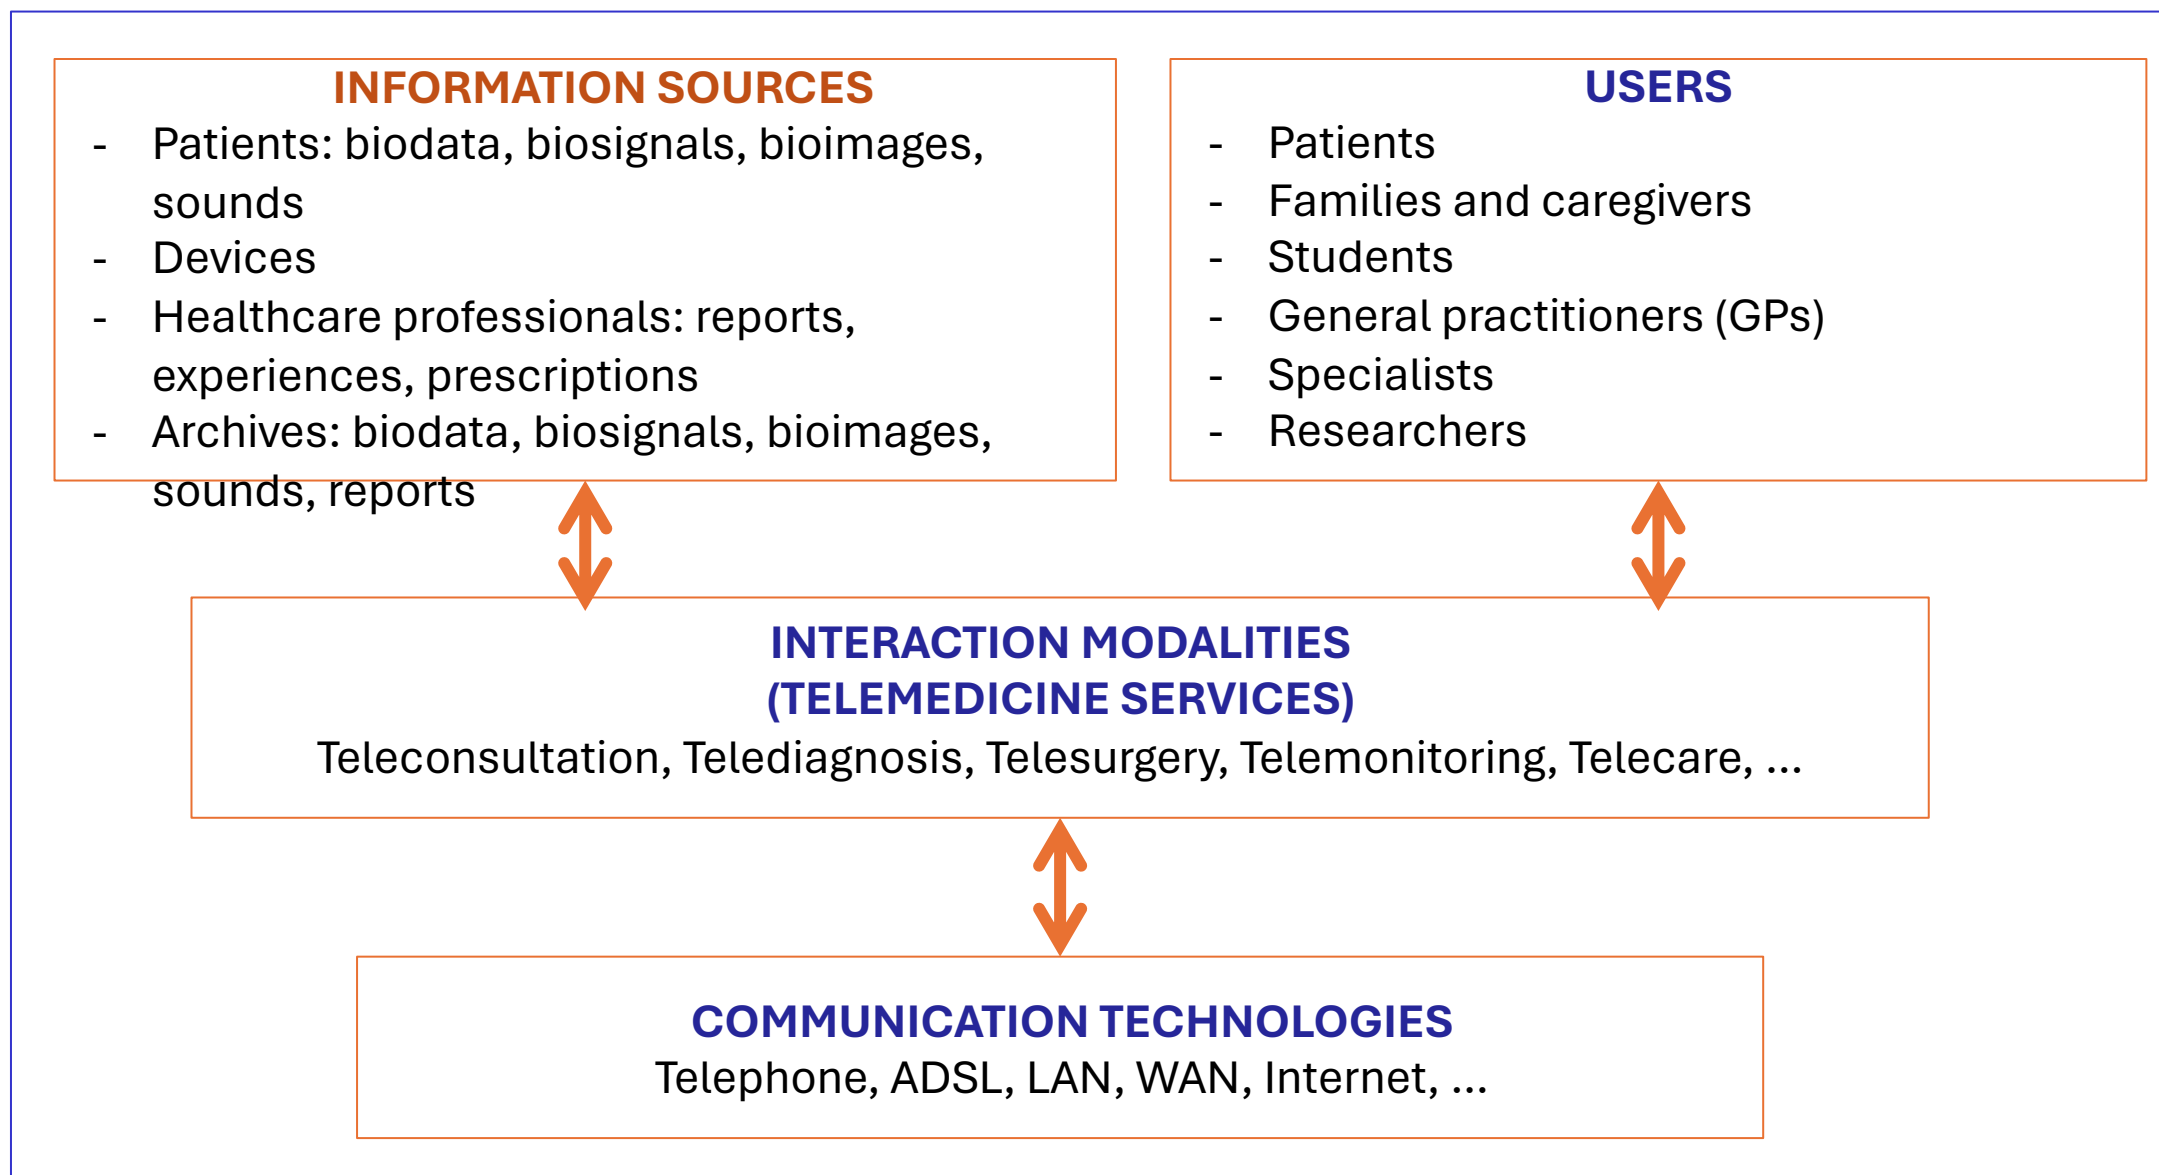 INFORMATION SOURCES
- Patients: biodata, biosignals, bioimages,
sounds
- Devices
- Healthcare professionals: reports,
experiences, prescriptions
- Archives: biodata, biosignals, bioimages,
sounds, reports
USERS
- Patients
- Families and caregivers
- Students
- General practitioners (GPs)
- Specialists
- Researchers
INTERACTION MODALITIES
(TELEMEDICINE SERVICES)
Teleconsultation, Telediagnosis, Telesurgery, Telemonitoring, Telecare, ...
COMMUNICATION TECHNOLOGIES
Telephone, ADSL, LAN, WAN, Internet, ...